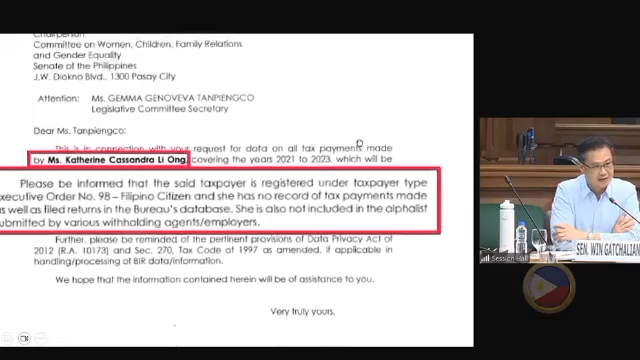 Chairperson
Committee on Women, Children, Family Relations
and Gender Equality
Senate of the Philippines
J.W. Diokno Blvd., 1300 Pasay City
Attention: MS. GEMMA GENOVEVA TANPIENGCO
Legislative Committee Secretary
Dear Ms. Tanpiengco:
This is in connection with your request for data on all tax payments made
by Ms. Katherine Cassandra Li Ong, covering the years 2021 to 2023, which will be
Please be informed that the said taxpayer is registered under taxpayer type
Executive Order No. 98 – Filipino Citizen and she has no record of tax payments made
as well as filed returns in the Bureau's database. She is also not included in the alphalist
submitted by various withholding agents/employers.
Further, please be reminded of the pertinent provisions of Data Privacy Act of
2012 (R.A. 10173) and Sec. 270, Tax Code of 1997 as amended, if applicable in
handling/processing of BIR data/information.
We hope that the information contained herein will be of assistance to you.
Very truly yours,
SEN. WIN GATCHALIAN
Session Hall